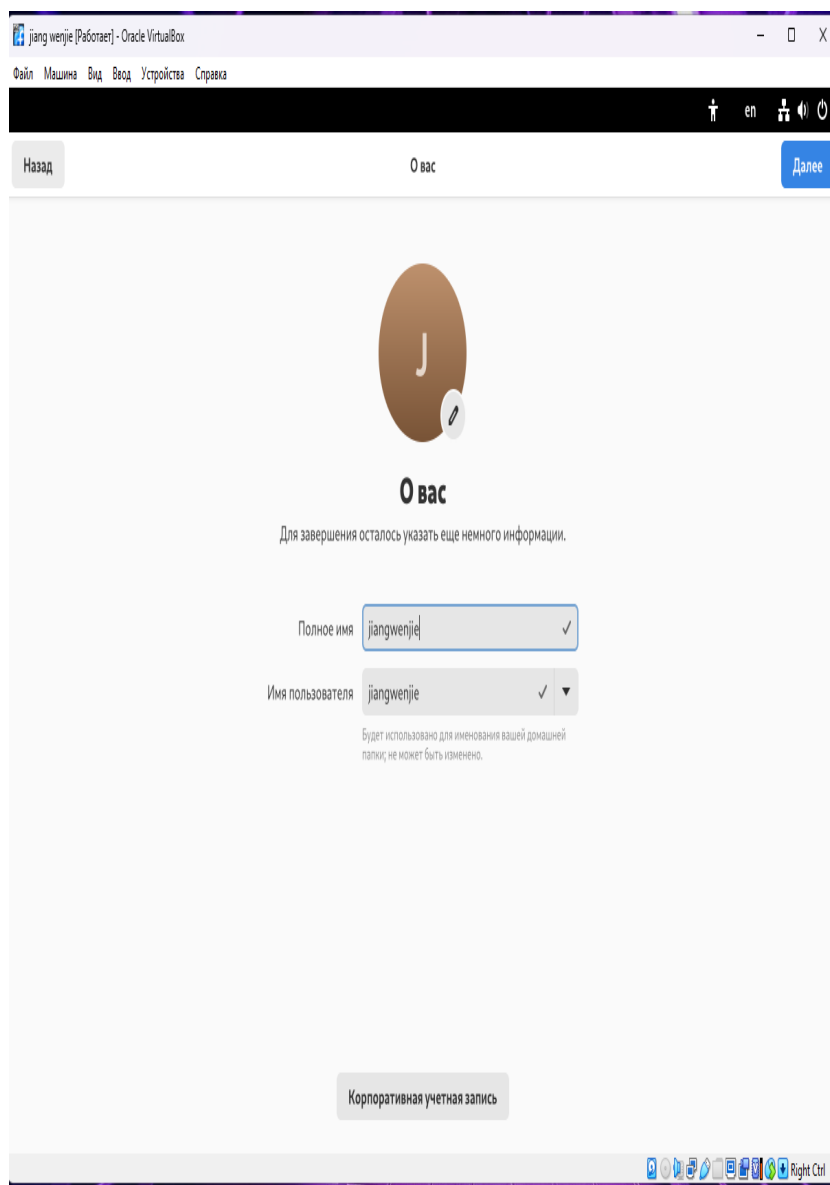 jiang wenjie [Работает] - Oracle VirtualBox
Файл Машина Вид Ввод Устройства Справка
en
Назад О вас Далее
J
О вас
Для завершения осталось указать еще немного информации.
Полное имя jiangwenjie
Имя пользователя jiangwenjie
Будет использовано для именования вашей домашней
папки; не может быть изменено.
Корпоративная учетная запись
Right Ctrl